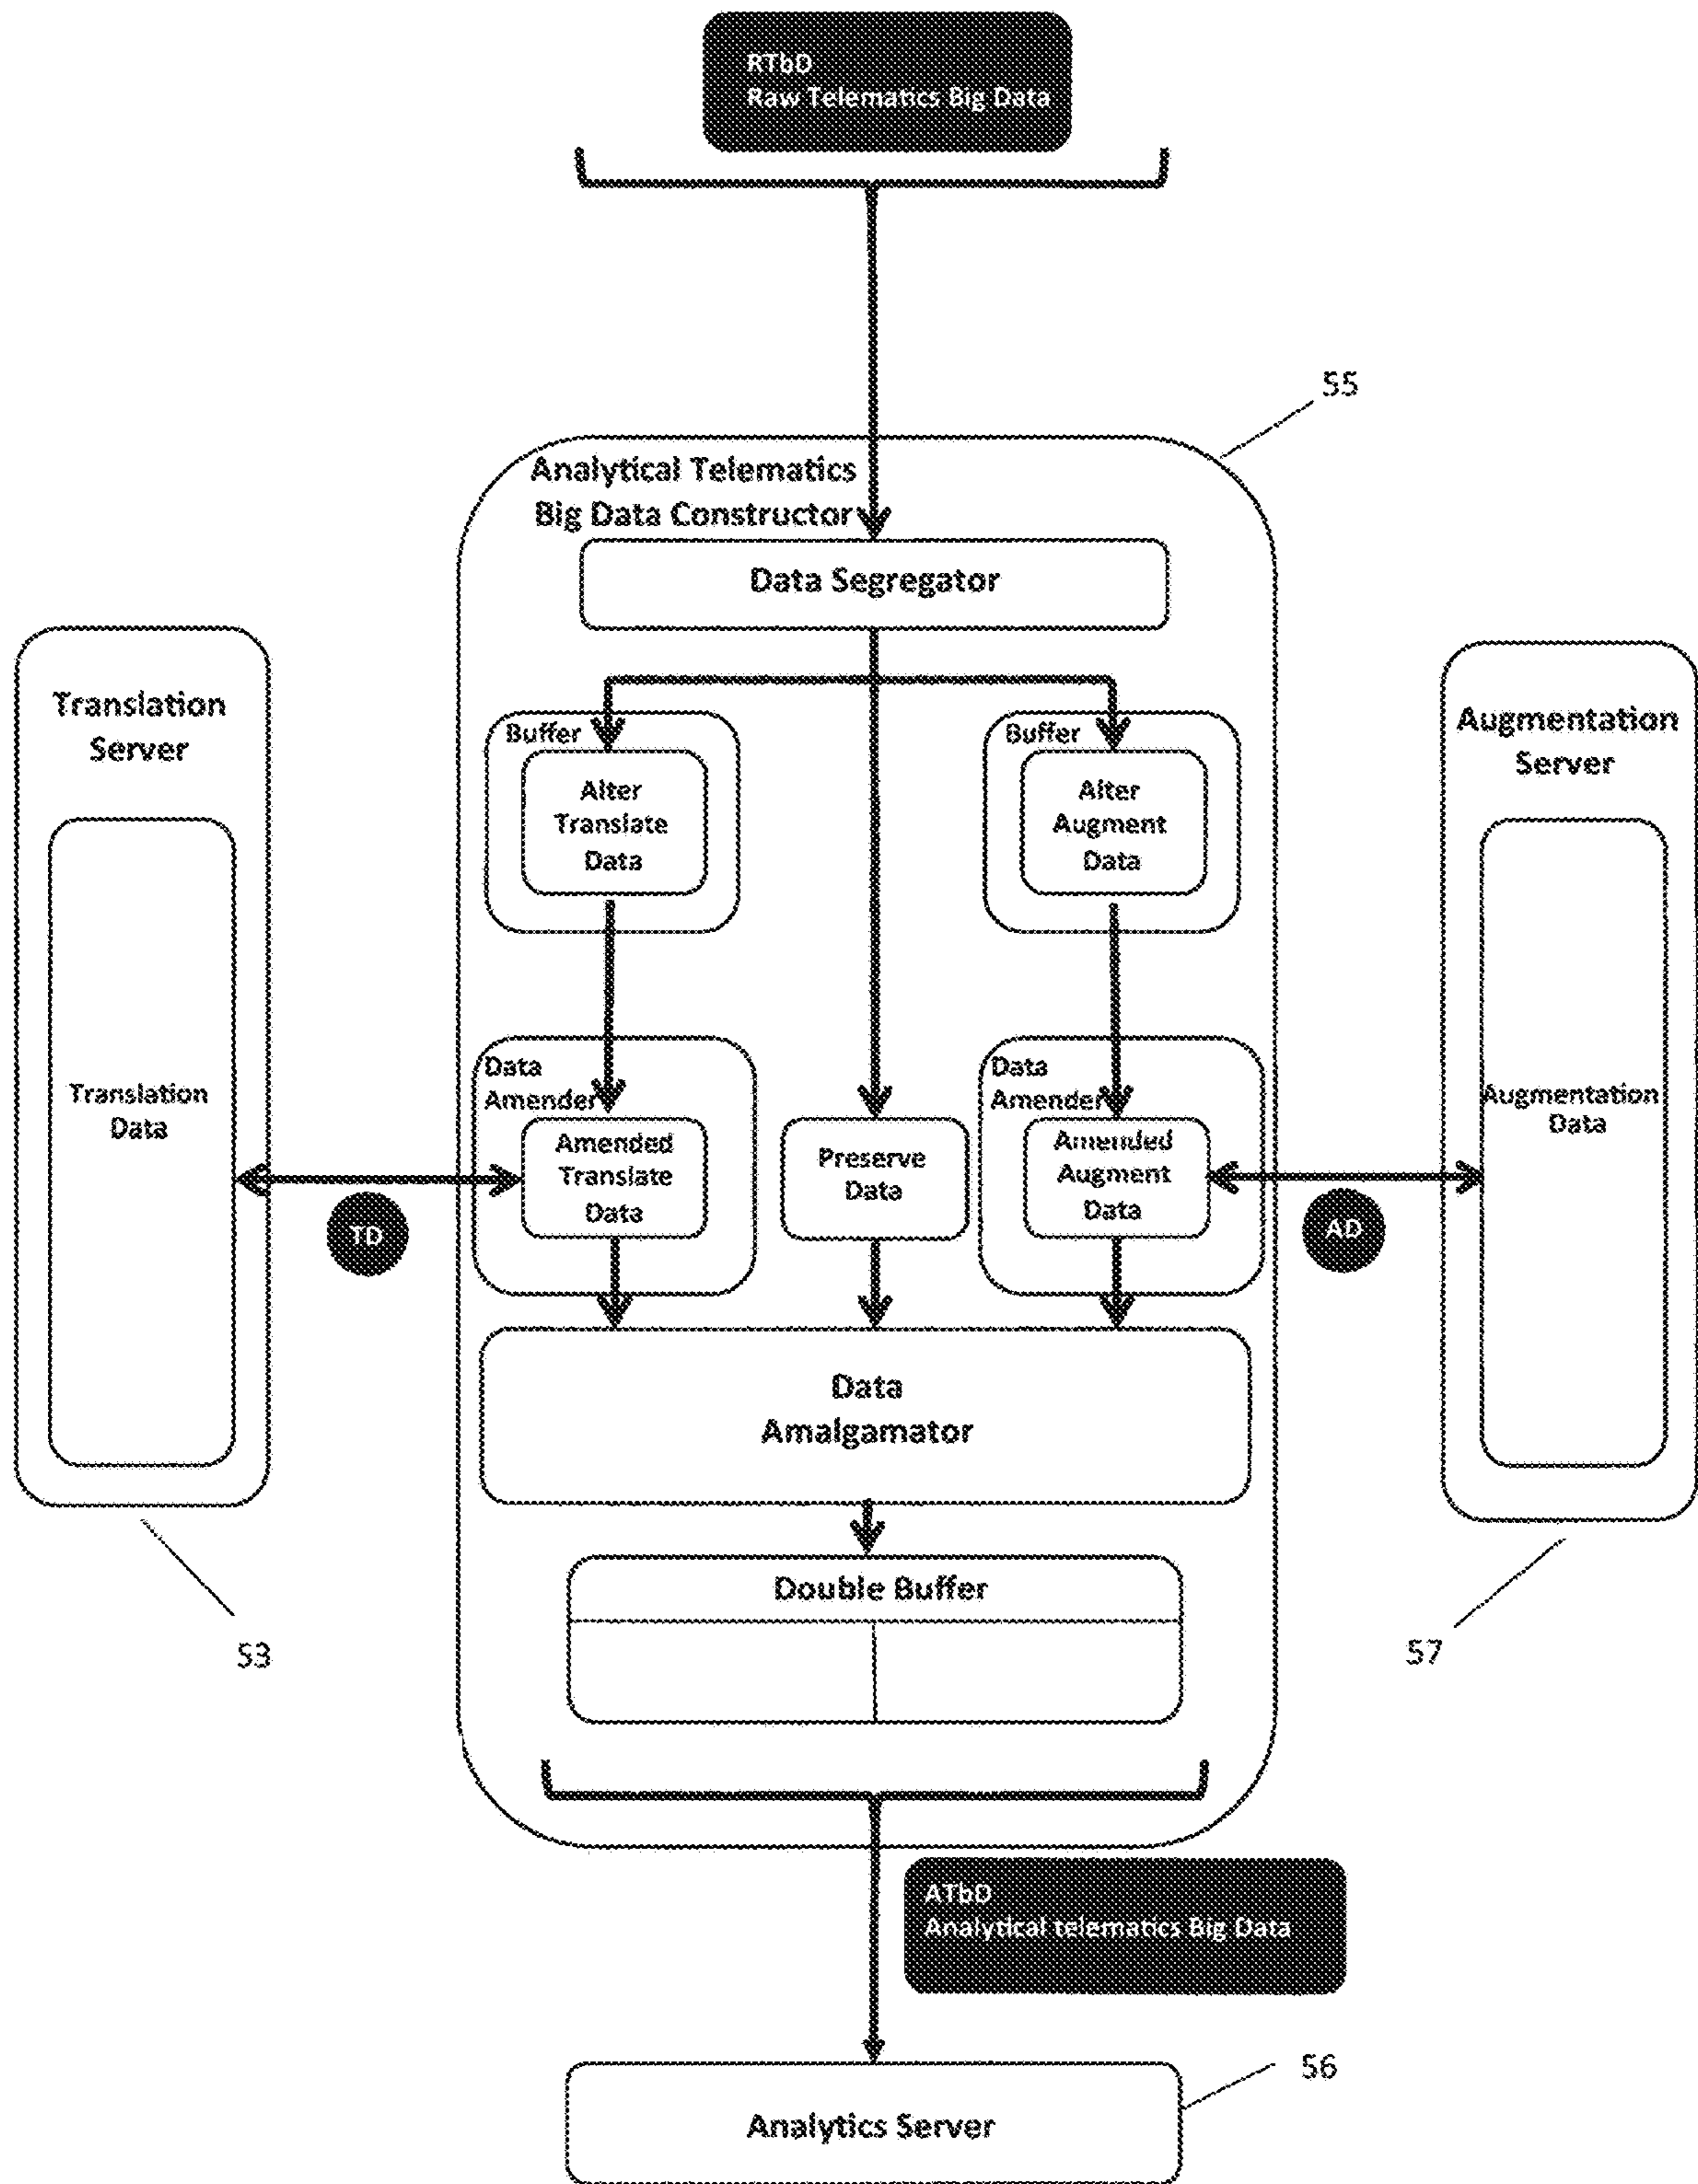 RTbD
Raw Telematics Big Data
55
Analytical Telematics
Big Data Constructor
Data Segregator
Translation
Server
Augmentation
Server
Buffer
Buffer
Alter
Translate
Data
Alter
Augment
Data
Data
Amender
Data
Amender
Translation
Data
Amended
Translate
Data
Preserve
Data
Amended
Augment
Data
Augmentation
Data
TD
AD
Data
Amalgamator
Double Buffer
53
57
ATbD
Analytical telematics Big Data
56
Analytics Server